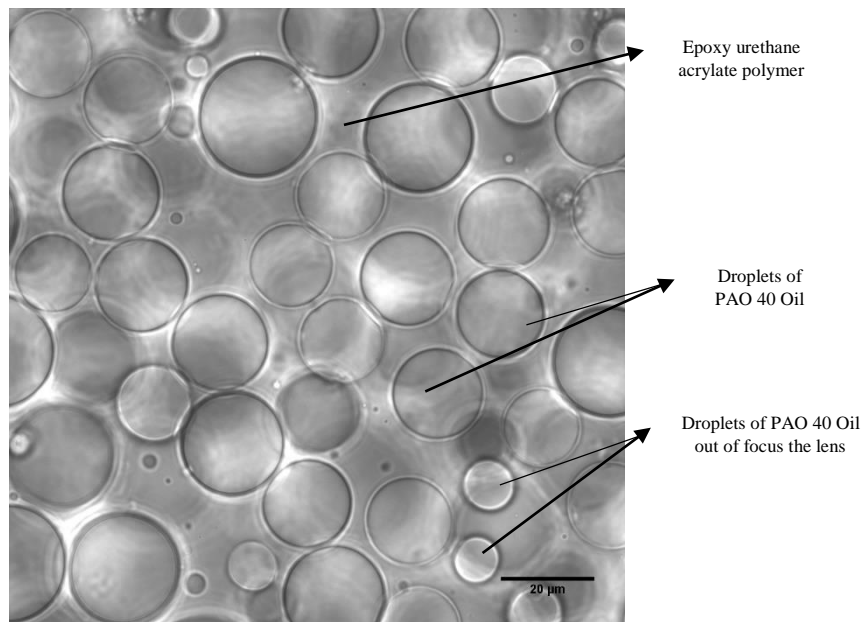 Epoxy urethane
acrylate polymer
Droplets of
PAO 40 Oil
Droplets of PAO 40 Oil
out of focus the lens
20 µm